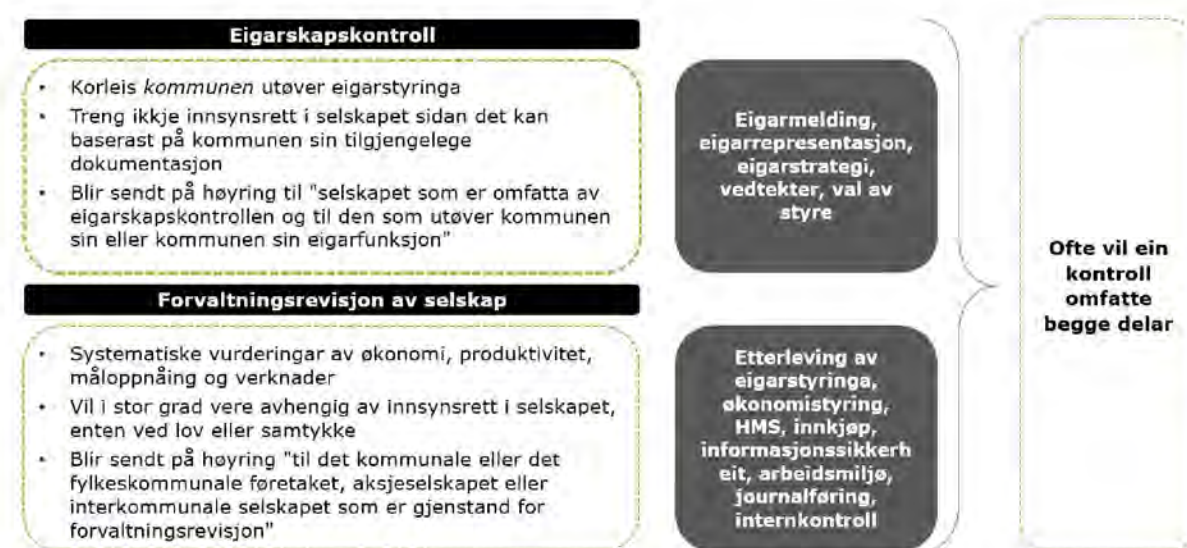 Eigarskapskontroll
• Korleis kommunen utøver eigarstyringa
• Treng ikkje innsynsrett i selskapet sidan det kan
baserast på kommunen sin tilgjengelege
dokumentasjon
• Blir sendt på høyring til "selskapet som er omfatta av
eigarskapskontrollen og til den som utøver kommunen
sin eller kommunen sin eigarfunksjon"
Eigarmelding,
eigarrepresentasjon,
eigarstrategi,
vedtekter, val av
styre
Forvaltningsrevisjon av selskap
• Systematiske vurderingar av økonomi, produktivitet,
måloppnåing og verknader
• Vil i stor grad vere avhengig av innsynsrett i selskapet,
enten ved lov eller samtykke
• Blir sendt på høyring "til det kommunale eller det
fylkeskommunale føretaket, aksjeselskapet eller
interkommunale selskapet som er gjenstand for
forvaltningsrevisjon"
Etterleving av
eigarstyringa,
økonomistyring,
HMS, innkjøp,
informasjonssikkerh
eit, arbeidsmiljø,
journalføring,
internkontroll
Ofte vil ein
kontroll
omfatte
begge delar